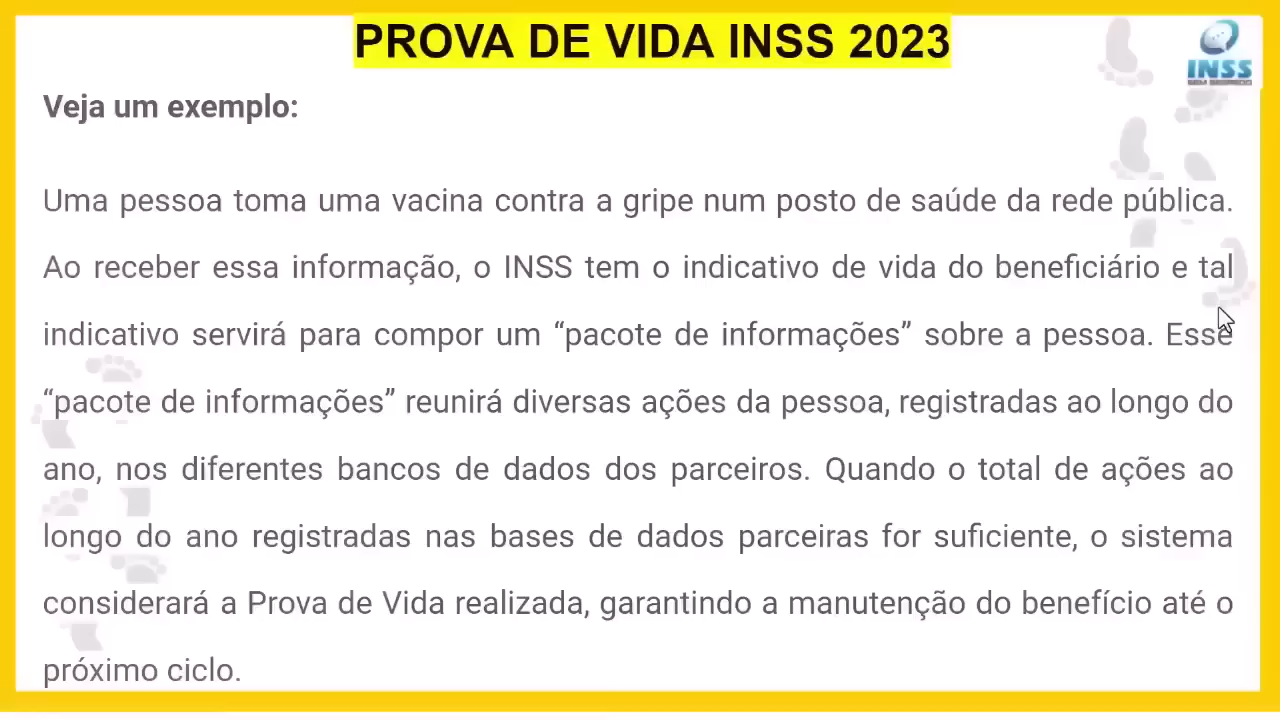 PROVA DE VIDA INSS 2023
INSS
Veja um exemplo:
Uma pessoa toma uma vacina contra a gripe num posto de saúde da rede pública.
Ao receber essa informação, o INSS tem o indicativo de vida do beneficiário e tal
indicativo servirá para compor um “pacote de informações” sobre a pessoa. Esse
“pacote de informações” reunirá diversas ações da pessoa, registradas ao longo do
ano, nos diferentes bancos de dados dos parceiros. Quando o total de ações ao
longo do ano registradas nas bases de dados parceiras for suficiente, o sistema
considerará a Prova de Vida realizada, garantindo a manutenção do benefício até o
próximo ciclo.